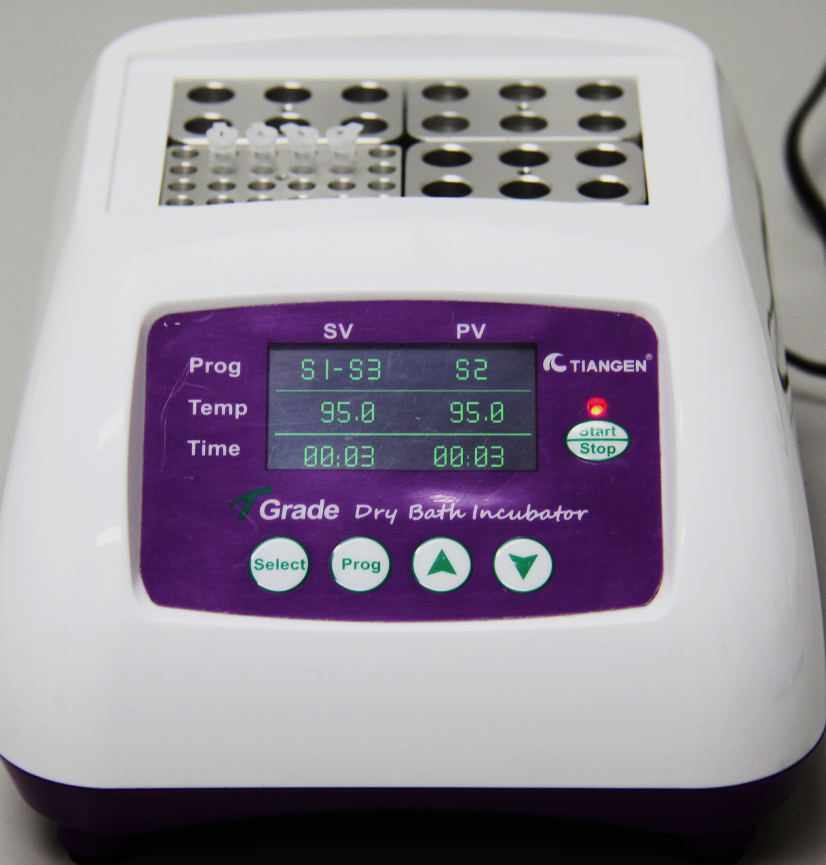 SV PV
Prog S1-S3 S2 TIANGEN®
Temp 95.0 95.0
Time 00:03 00:03
Start
Stop
TGrade Dry Bath Incubator
Select Prog